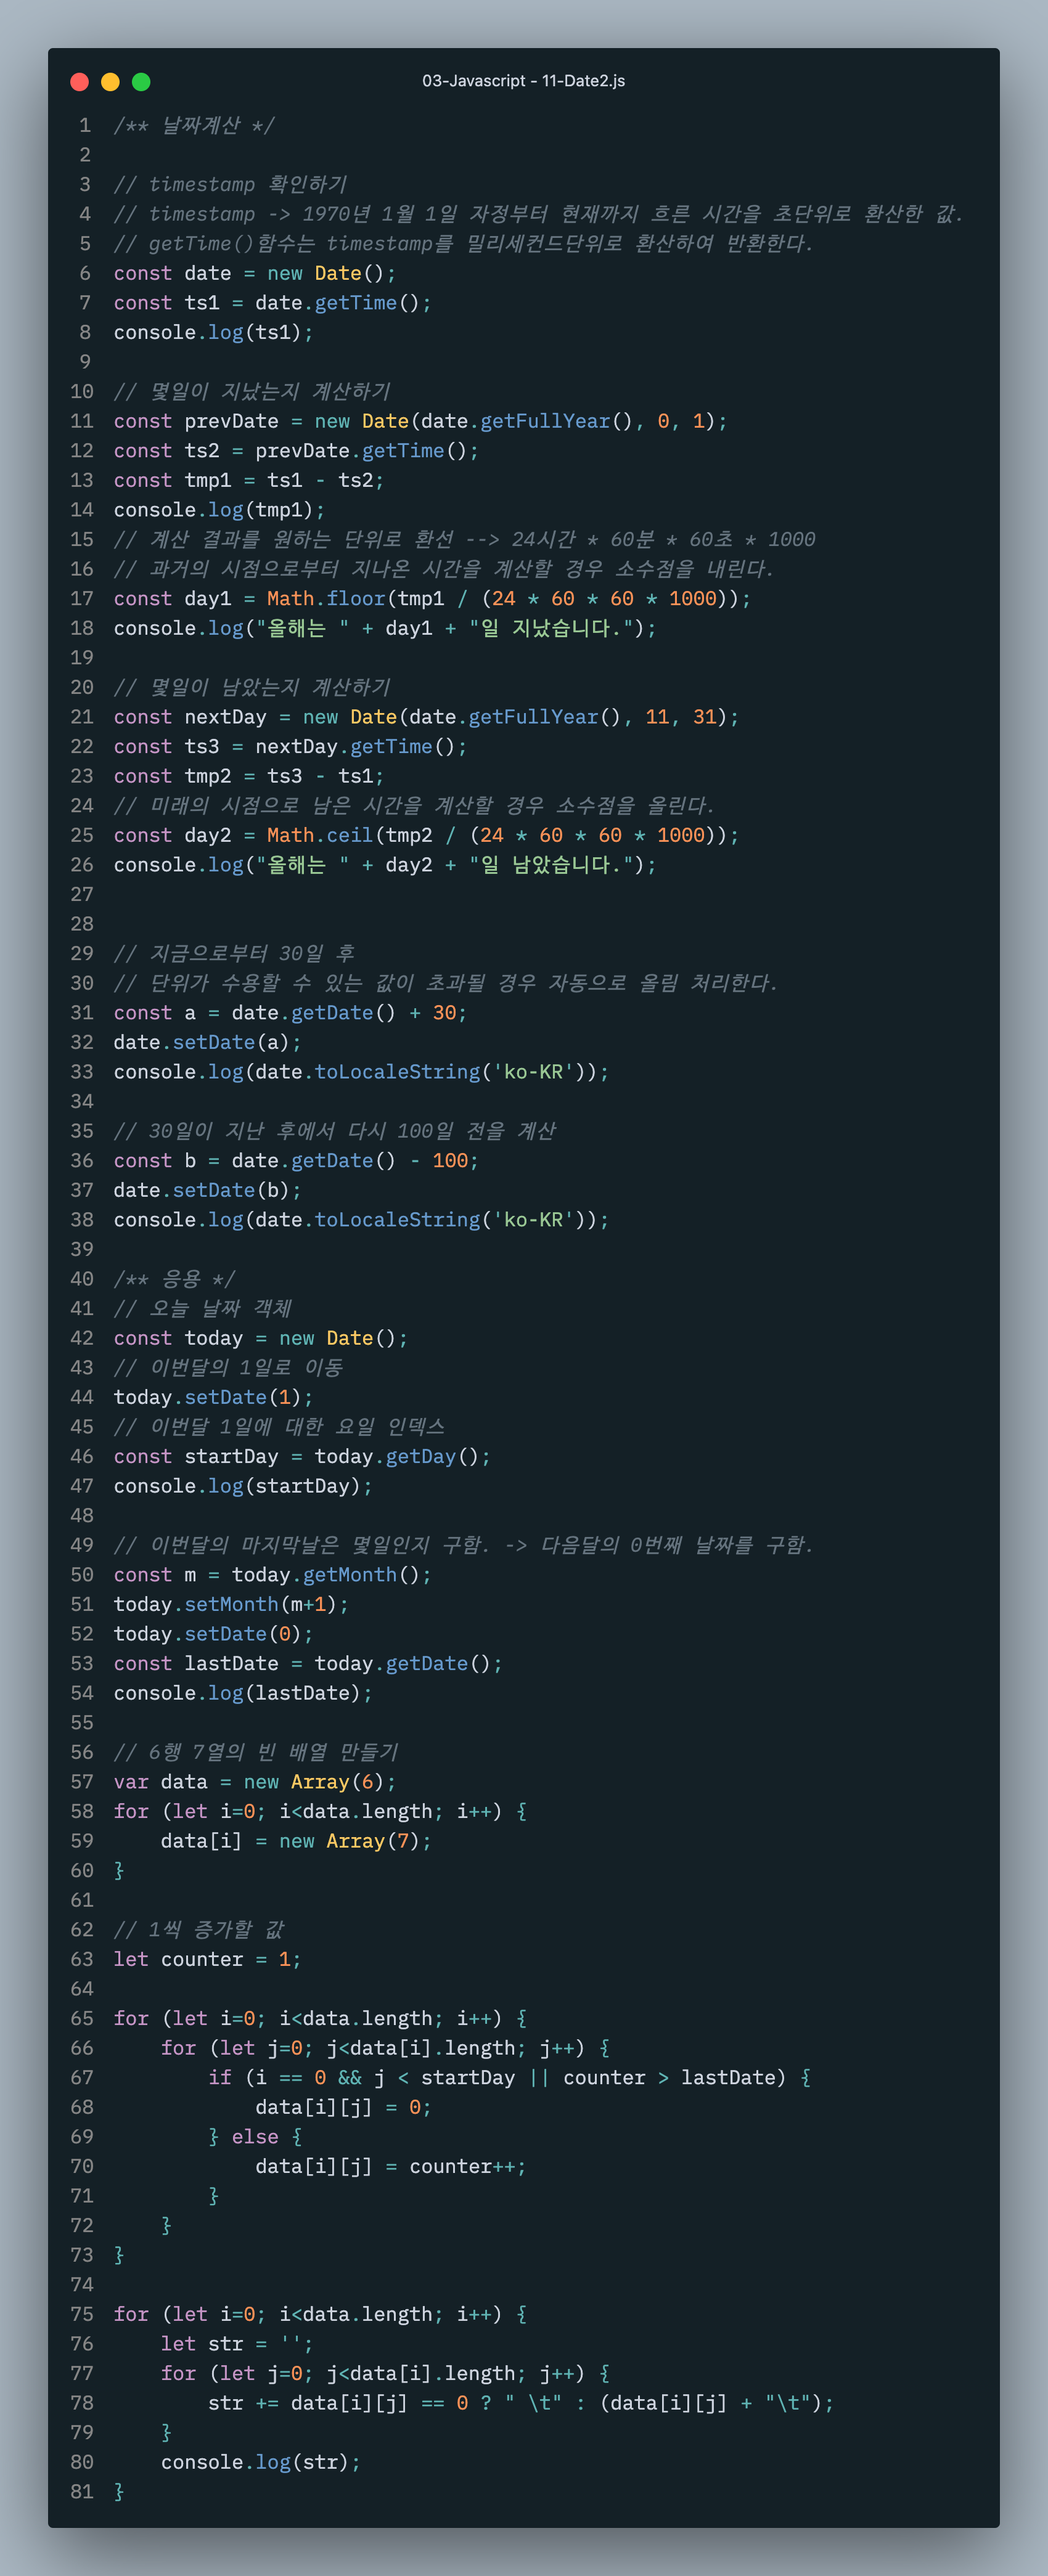 03-Javascript - 11-Date2.js
1 /** 날짜계산 */
2
3 // timestamp 확인하기
4 // timestamp -> 1970년 1월 1일 자정부터 현재까지 흐른 시간을 초단위로 환산한 값.
5 // getTime()함수는 timestamp를 밀리세컨드단위로 환산하여 반환한다.
6 const date = new Date();
7 const ts1 = date.getTime();
8 console.log(ts1);
9
10 // 몇일이 지났는지 계산하기
11 const prevDate = new Date(date.getFullYear(), 0, 1);
12 const ts2 = prevDate.getTime();
13 const tmp1 = ts1 - ts2;
14 console.log(tmp1);
15 // 계산 결과를 원하는 단위로 환선 --> 24시간 * 60분 * 60초 * 1000
16 // 과거의 시점으로부터 지나온 시간을 계산할 경우 소수점을 내린다.
17 const day1 = Math.floor(tmp1 / (24 * 60 * 60 * 1000));
18 console.log("올해는 " + day1 + "일 지났습니다.");
19
20 // 몇일이 남았는지 계산하기
21 const nextDay = new Date(date.getFullYear(), 11, 31);
22 const ts3 = nextDay.getTime();
23 const tmp2 = ts3 - ts1;
24 // 미래의 시점으로 남은 시간을 계산할 경우 소수점을 올린다.
25 const day2 = Math.ceil(tmp2 / (24 * 60 * 60 * 1000));
26 console.log("올해는 " + day2 + "일 남았습니다.");
27
28
29 // 지금으로부터 30일 후
30 // 단위가 수용할 수 있는 값이 초과될 경우 자동으로 올림 처리한다.
31 const a = date.getDate() + 30;
32 date.setDate(a);
33 console.log(date.toLocaleString('ko-KR'));
34
35 // 30일이 지난 후에서 다시 100일 전을 계산
36 const b = date.getDate() - 100;
37 date.setDate(b);
38 console.log(date.toLocaleString('ko-KR'));
39
40 /** 응용 */
41 // 오늘 날짜 객체
42 const today = new Date();
43 // 이번달의 1일로 이동
44 today.setDate(1);
45 // 이번달 1일에 대한 요일 인덱스
46 const startDay = today.getDay();
47 console.log(startDay);
48
49 // 이번달의 마지막날은 몇일인지 구함. -> 다음달의 0번째 날짜를 구함.
50 const m = today.getMonth();
51 today.setMonth(m+1);
52 today.setDate(0);
53 const lastDate = today.getDate();
54 console.log(lastDate);
55
56 // 6행 7열의 빈 배열 만들기
57 var data = new Array(6);
58 for (let i=0; i<data.length; i++) {
59     data[i] = new Array(7);
60 }
61
62 // 1씩 증가할 값
63 let counter = 1;
64
65 for (let i=0; i<data.length; i++) {
66     for (let j=0; j<data[i].length; j++) {
67         if (i == 0 && j < startDay || counter > lastDate) {
68             data[i][j] = 0;
69         } else {
70             data[i][j] = counter++;
71         }
72     }
73 }
74
75 for (let i=0; i<data.length; i++) {
76     let str = '';
77     for (let j=0; j<data[i].length; j++) {
78         str += data[i][j] == 0 ? " \t" : (data[i][j] + "\t");
79     }
80     console.log(str);
81 }